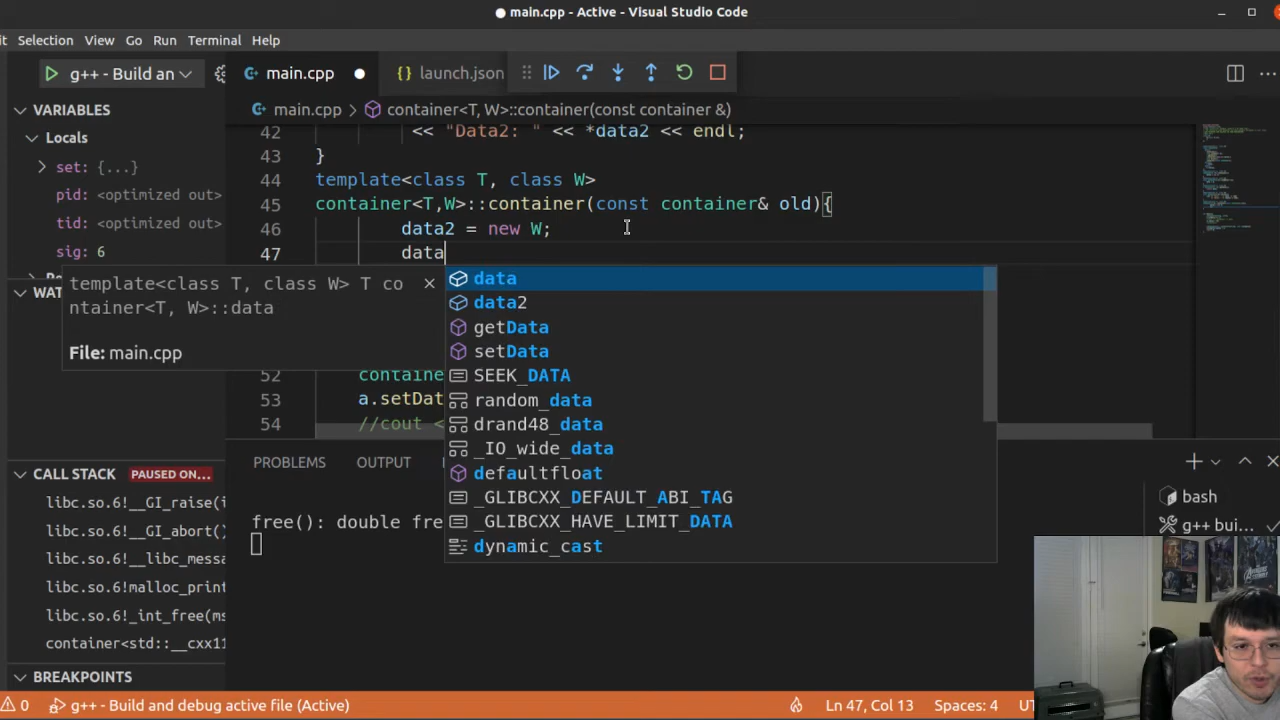 main.cpp - Active - Visual Studio Code
it Selection View Go Run Terminal Help
g++ - Build an main.cpp launch.json
VARIABLES
main.cpp > container<T, W>::container(const container &)
Locals
set: {...}
pid: <optimized out>
tid: <optimized out>
sig: 6
42 << "Data2: " << *data2 << endl;
43 }
44 template<class T, class W>
45 container<T,W>::container(const container& old){
46 data2 = new W;
47 data
WAT
template<class T, class W> T co
ntainer<T, W>::data
File: main.cpp
data
data2
getData
setData
SEEK_DATA
random_data
drand48_data
_IO_wide_data
defaultfloat
_GLIBCXX_DEFAULT_ABI_TAG
_GLIBCXX_HAVE_LIMIT_DATA
dynamic_cast
52 containe
53 a.setDat
54 //cout <
PROBLEMS OUTPUT
free(): double fre
bash
g++ bui...
CALL STACK PAUSED ON...
libc.so.6!__GI_raise(i
libc.so.6!__GI_abort()
libc.so.6!__libc_messa
libc.so.6!malloc_print
libc.so.6!_int_free(ms
container<std::__cxx11
BREAKPOINTS
0 g++ - Build and debug active file (Active) Ln 47, Col 13 Spaces: 4 UT